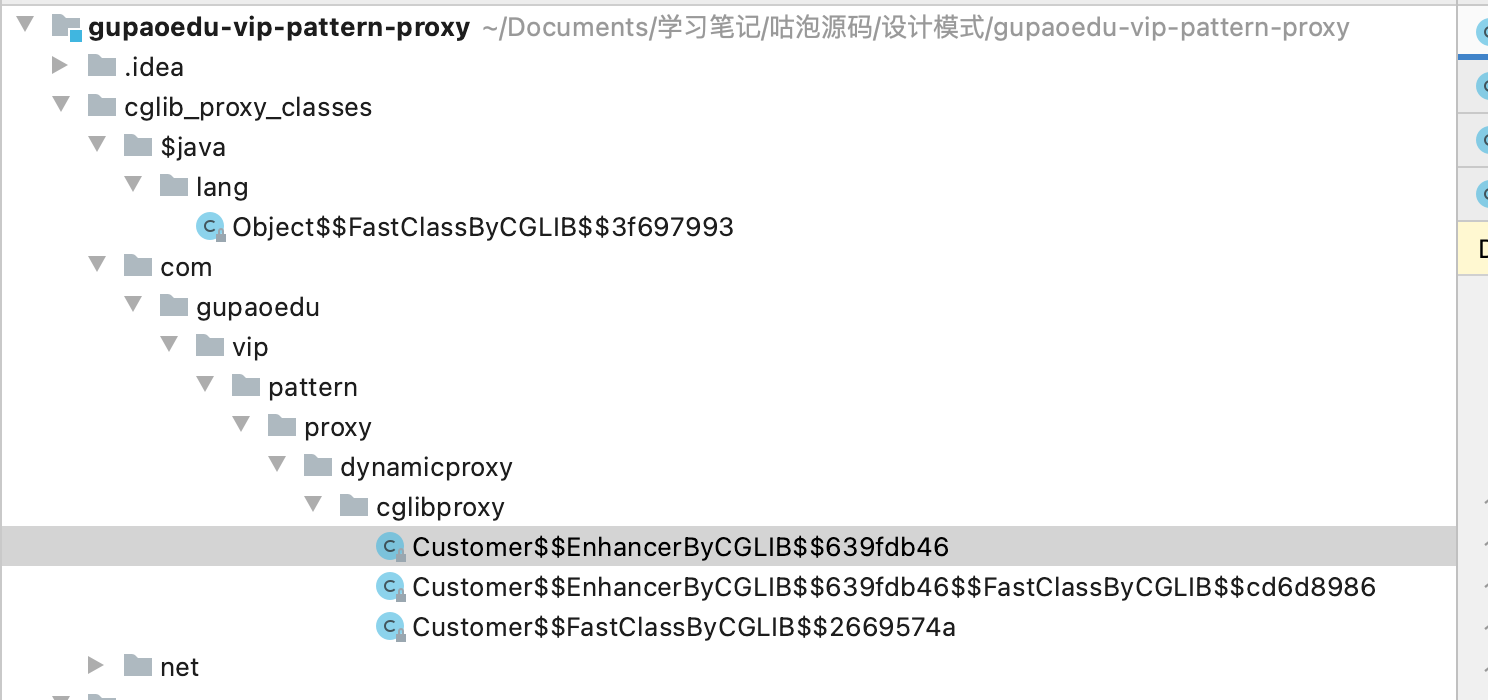 gupaoedu-vip-pattern-proxy ~/Documents/学习笔记/咕泡源码/设计模式/gupaoedu-vip-pattern-proxy
.idea
cglib_proxy_classes
$java
lang
Object$$FastClassByCGLIB$$3f697993
com
gupaoedu
vip
pattern
proxy
dynamicproxy
cglibproxy
Customer$$EnhancerByCGLIB$$639fdb46
Customer$$EnhancerByCGLIB$$639fdb46$$FastClassByCGLIB$$cd6d8986
Customer$$FastClassByCGLIB$$2669574a
net